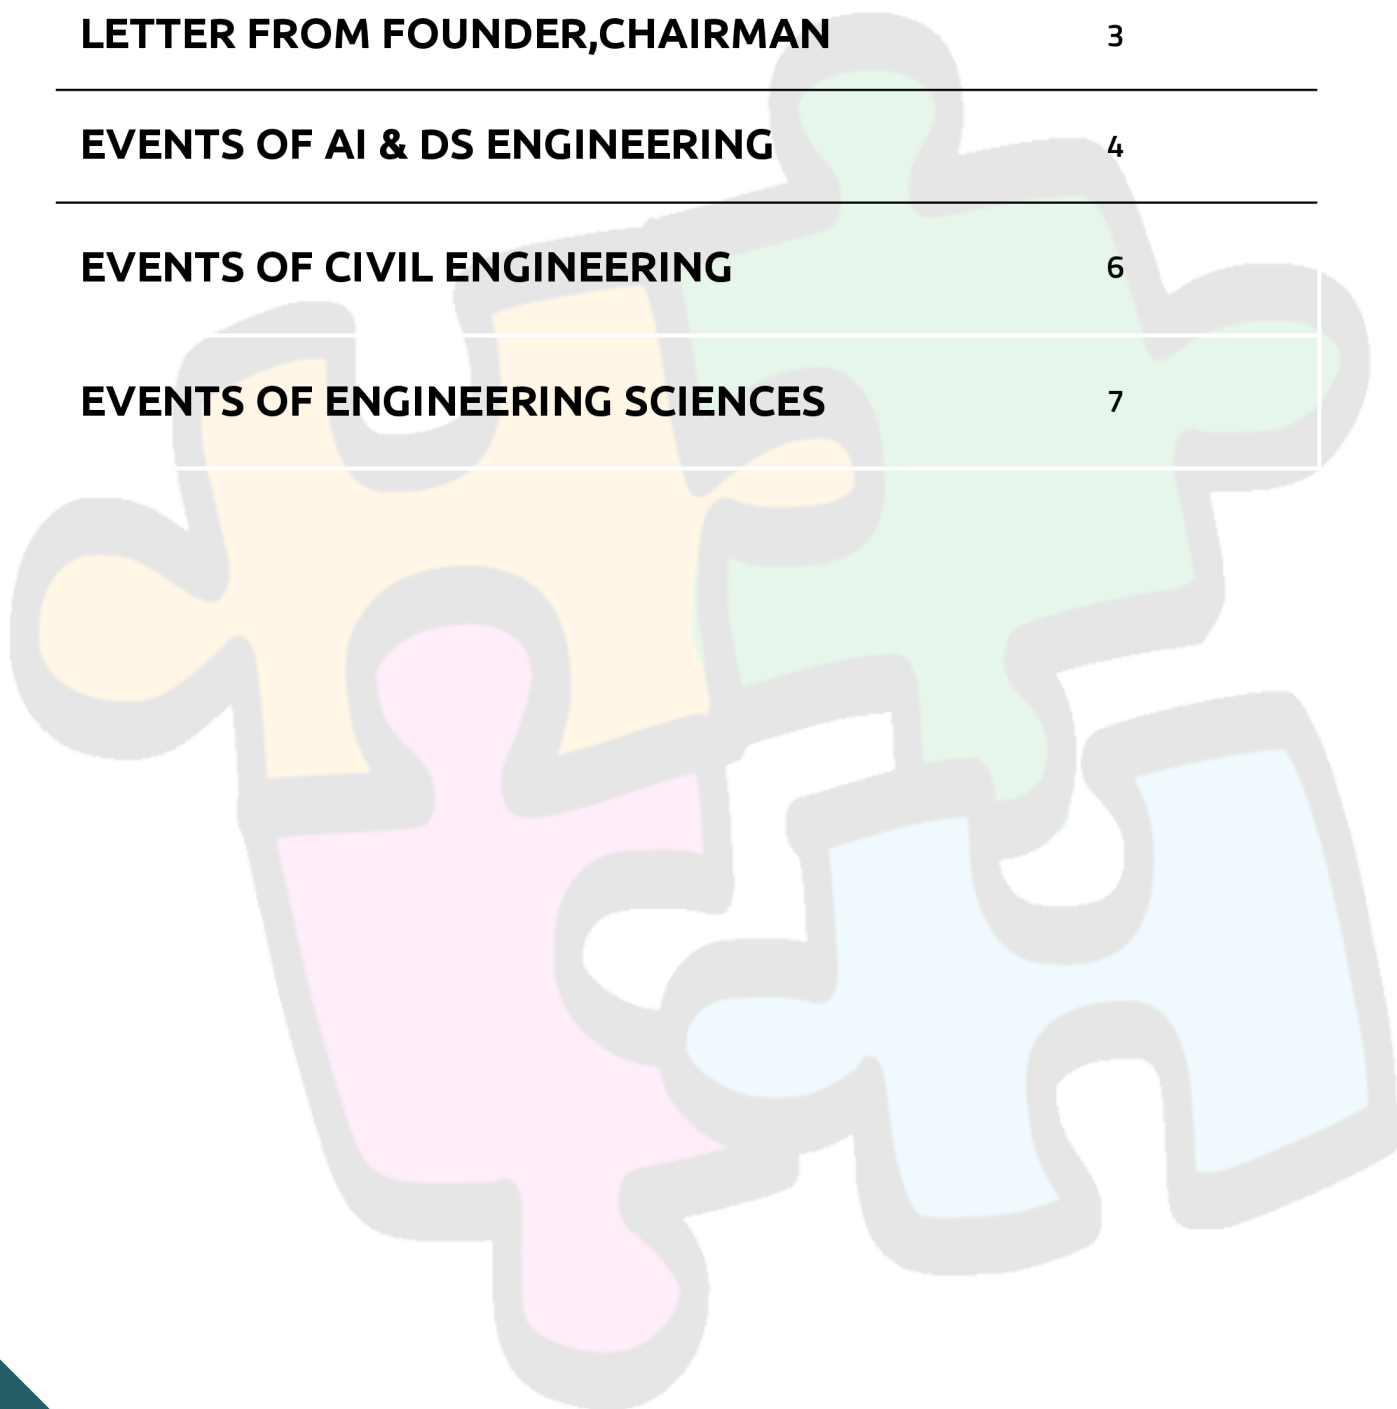 LETTER FROM FOUNDER,CHAIRMAN 3
EVENTS OF AI & DS ENGINEERING 4
EVENTS OF CIVIL ENGINEERING 6
EVENTS OF ENGINEERING SCIENCES 7